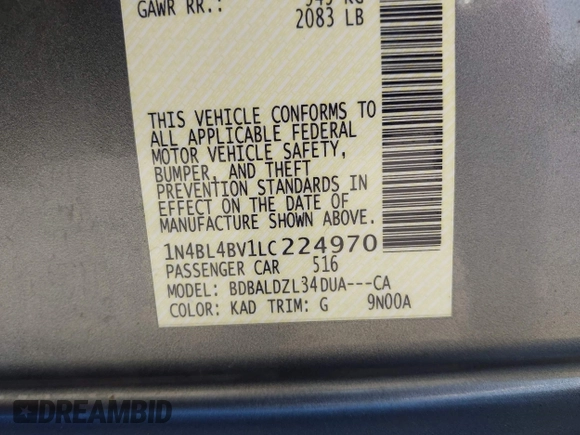 GAWR RR.: 945 KG
2083 LB
THIS VEHICLE CONFORMS TO
ALL APPLICABLE FEDERAL
MOTOR VEHICLE SAFETY,
BUMPER, AND THEFT
PREVENTION STANDARDS IN
EFFECT ON THE DATE OF
MANUFACTURE SHOWN ABOVE.
1N4BL4BV1LC224970
PASSENGER CAR 516
MODEL: BDBALDZL34DUA---CA
COLOR: KAD TRIM: G 9N00A
DREAMBID